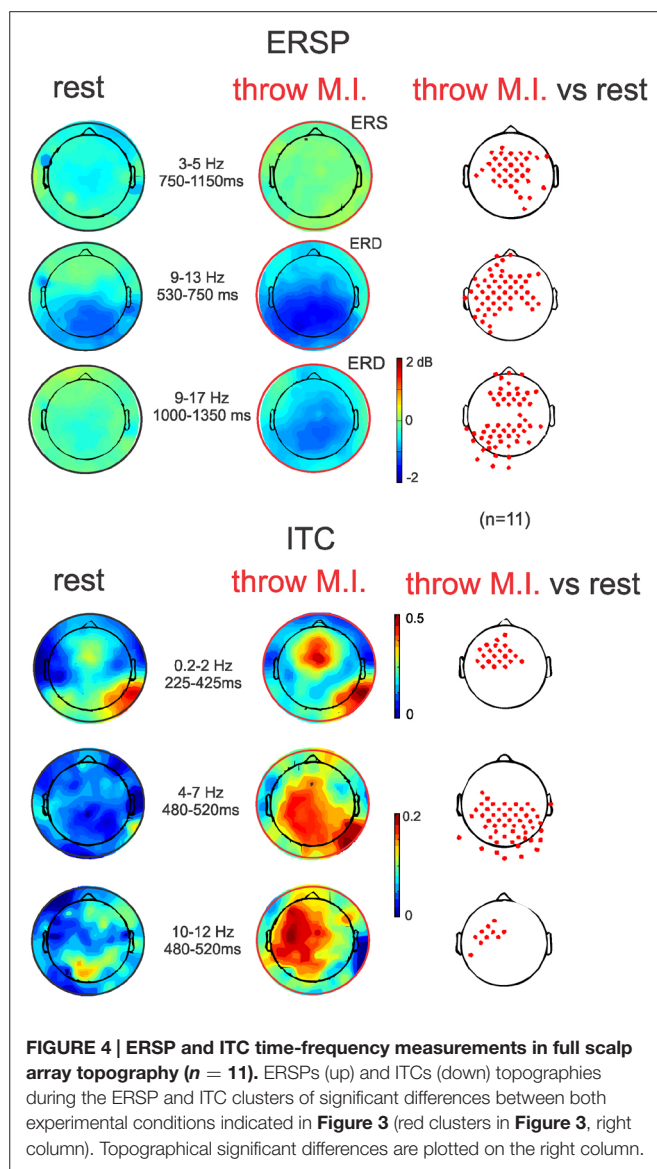 ERSP
rest throw M.I. throw M.I. vs rest
ERS
3-5 Hz
750-1150ms
ERD
9-13 Hz
530-750 ms
ERD
9-17 Hz
1000-1350 ms
2 dB
0
-2
(n=11)
ITC
rest throw M.I. throw M.I. vs rest
0.2-2 Hz
225-425ms
0.5
0
4-7 Hz
480-520ms
0.2
0
10-12 Hz
480-520ms
FIGURE 4 | ERSP and ITC time-frequency measurements in full scalp
array topography (n = 11). ERSPs (up) and ITCs (down) topographies
during the ERSP and ITC clusters of significant differences between both
experimental conditions indicated in Figure 3 (red clusters in Figure 3, right
column). Topographical significant differences are plotted on the right column.